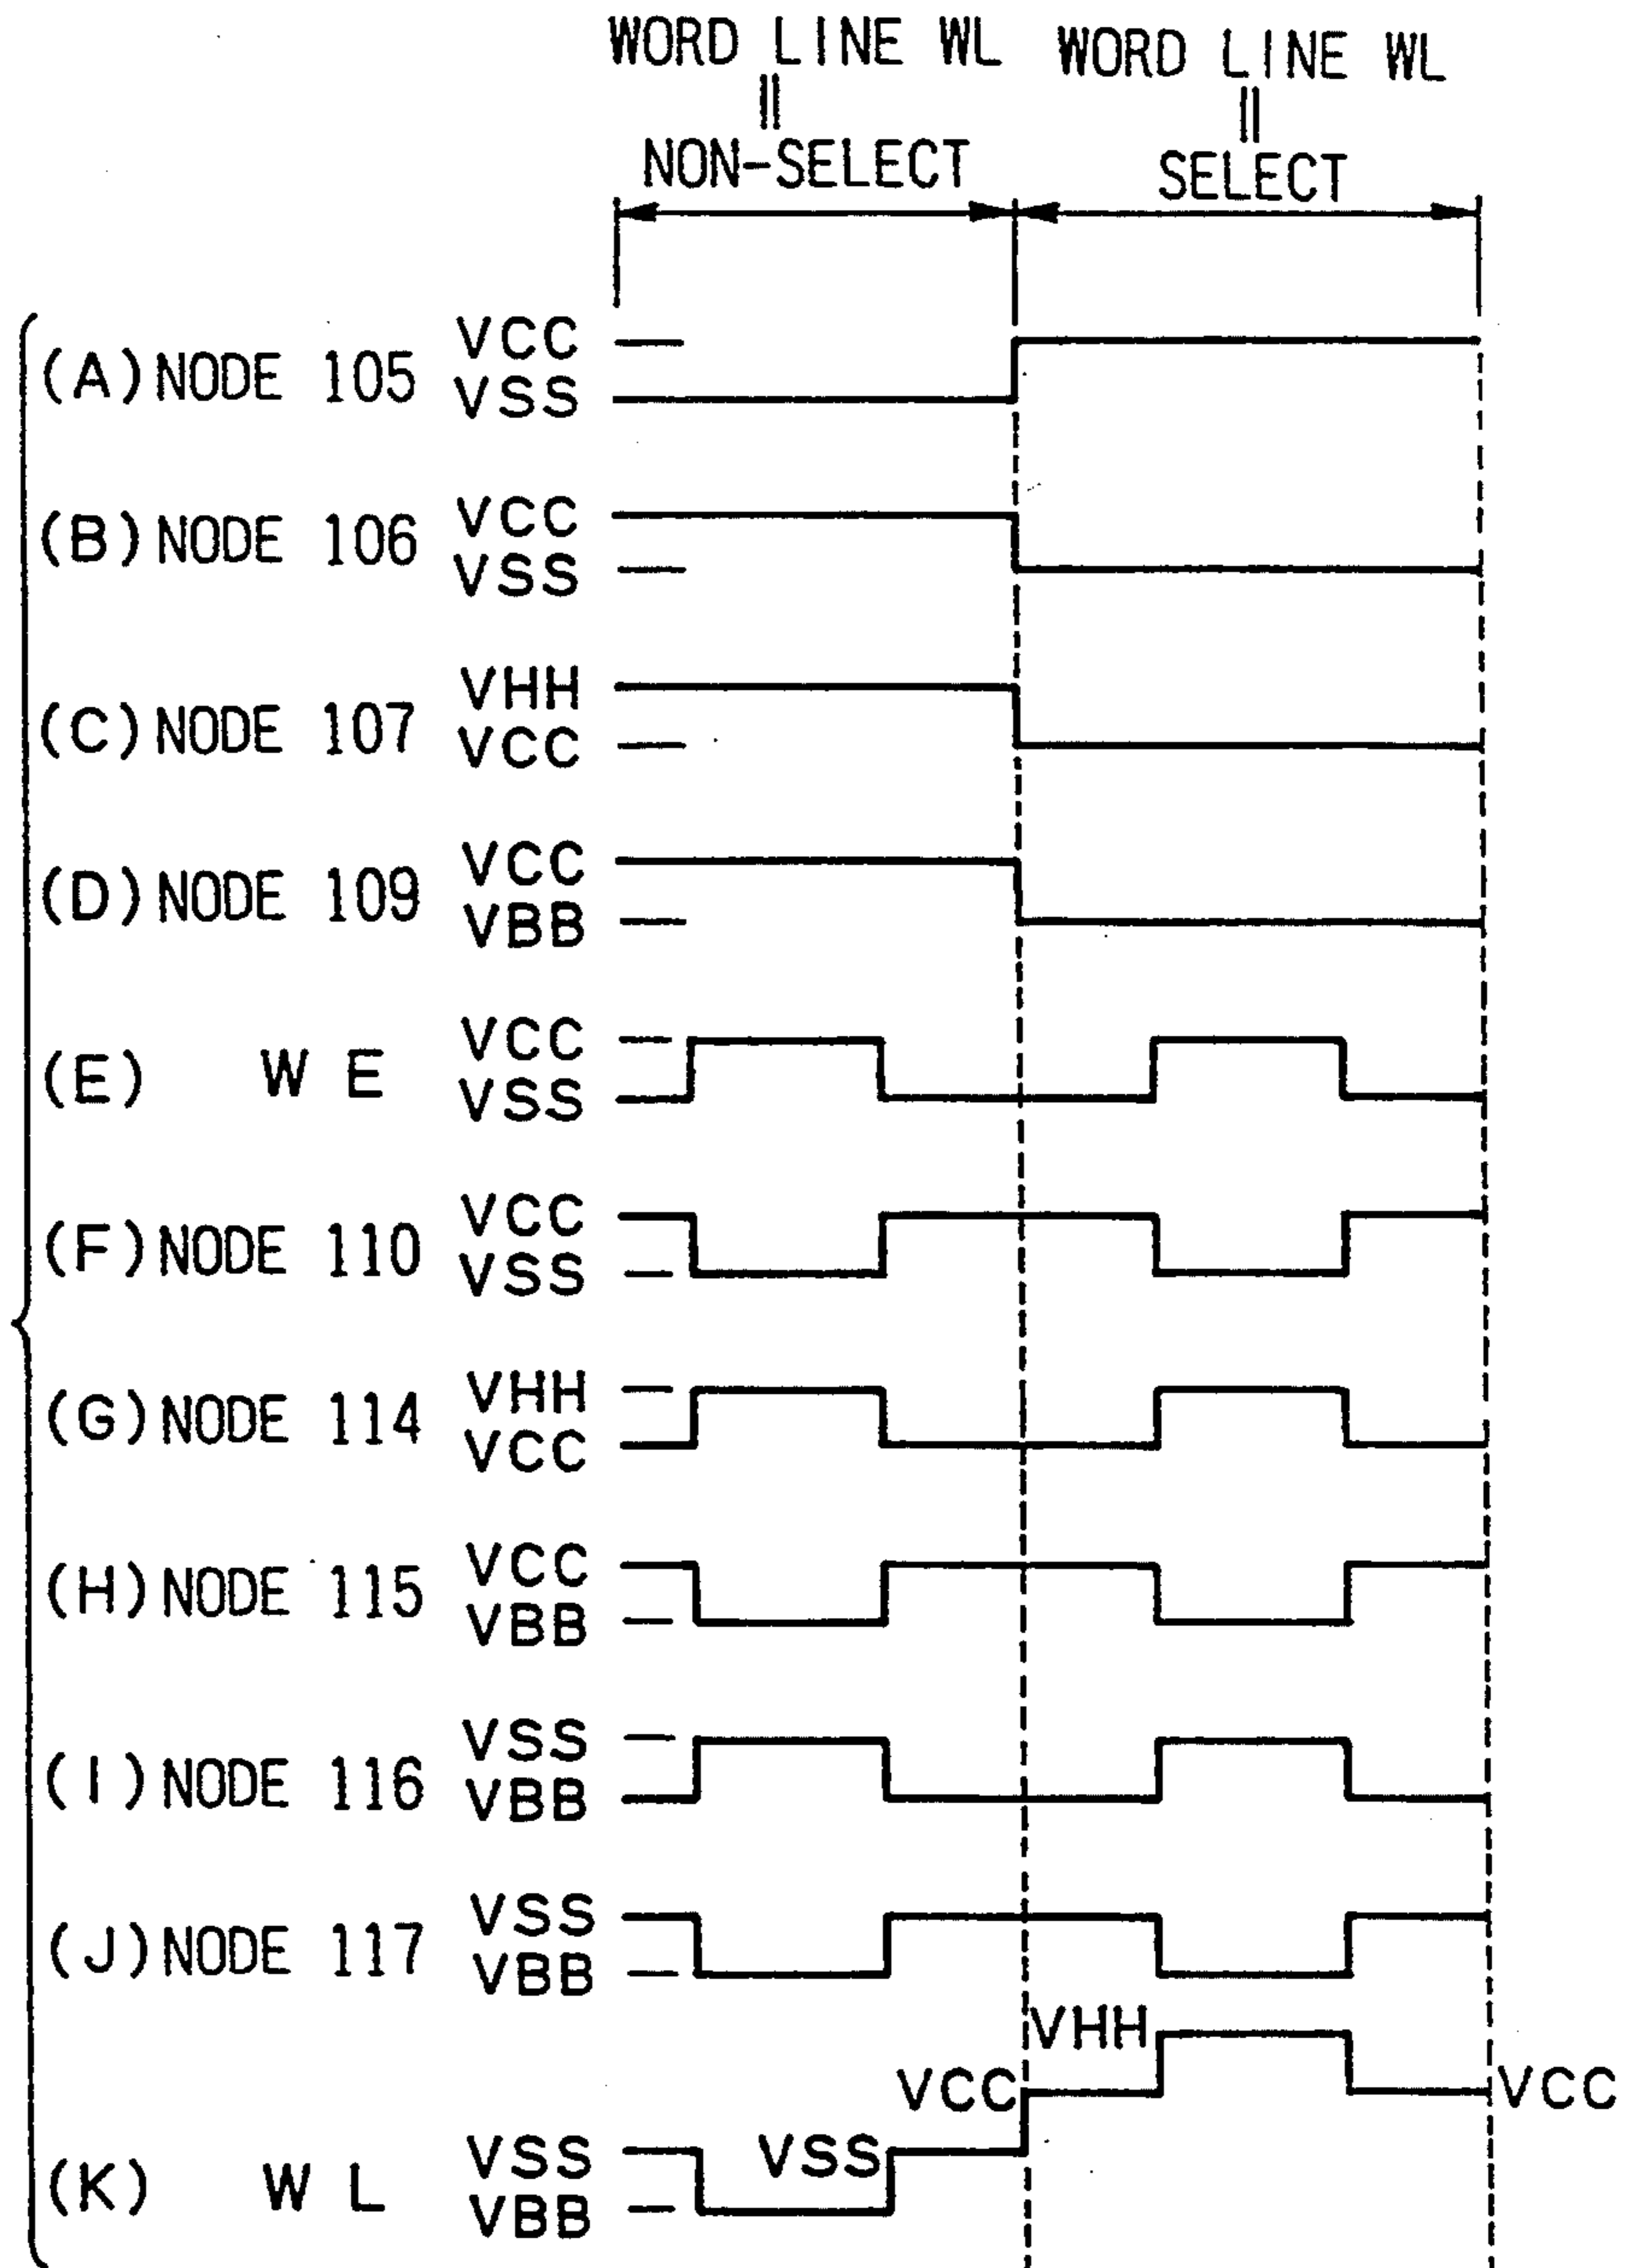 WORD LINE WL
||
NON-SELECT
WORD LINE WL
||
SELECT
(A) NODE 105 VCC
VSS
(B) NODE 106 VCC
VSS
(C) NODE 107 VHH
VCC
(D) NODE 109 VCC
VBB
(E) WE VCC
VSS
(F) NODE 110 VCC
VSS
(G) NODE 114 VHH
VCC
(H) NODE 115 VCC
VBB
(I) NODE 116 VSS
VBB
(J) NODE 117 VSS
VBB
VHH
VCC VCC
(K) WL VSS VSS
VBB